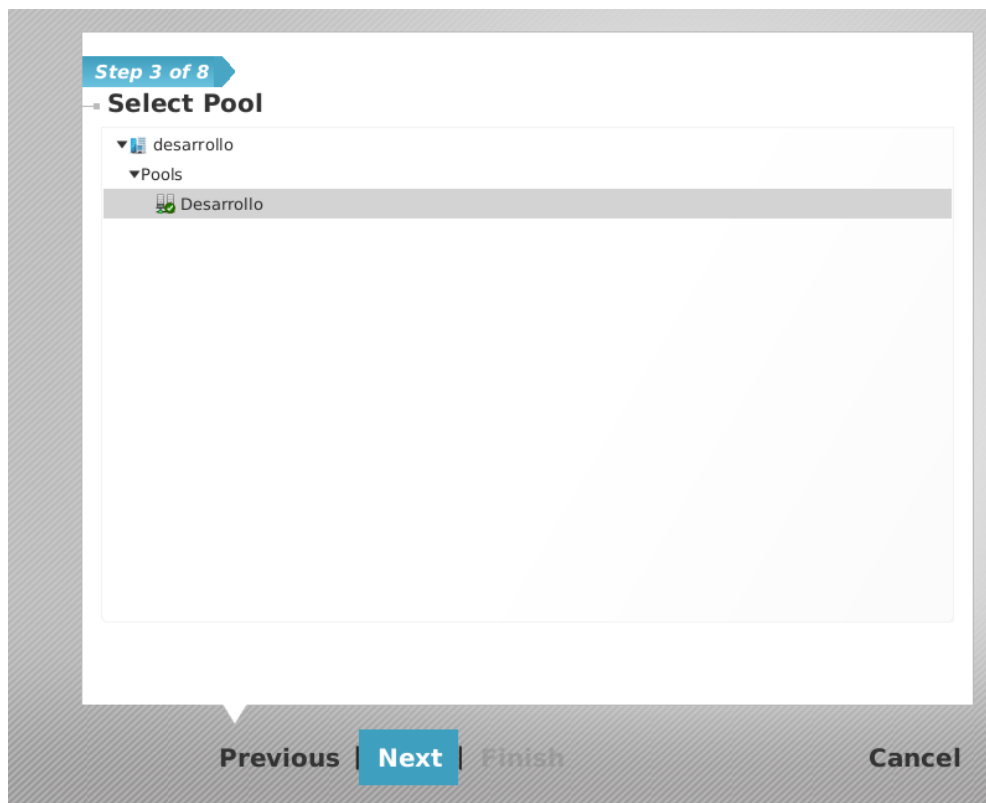 Step 3 of 8
Select Pool
desarrollo
Pools
Desarrollo
Previous | Next | Finish
Cancel